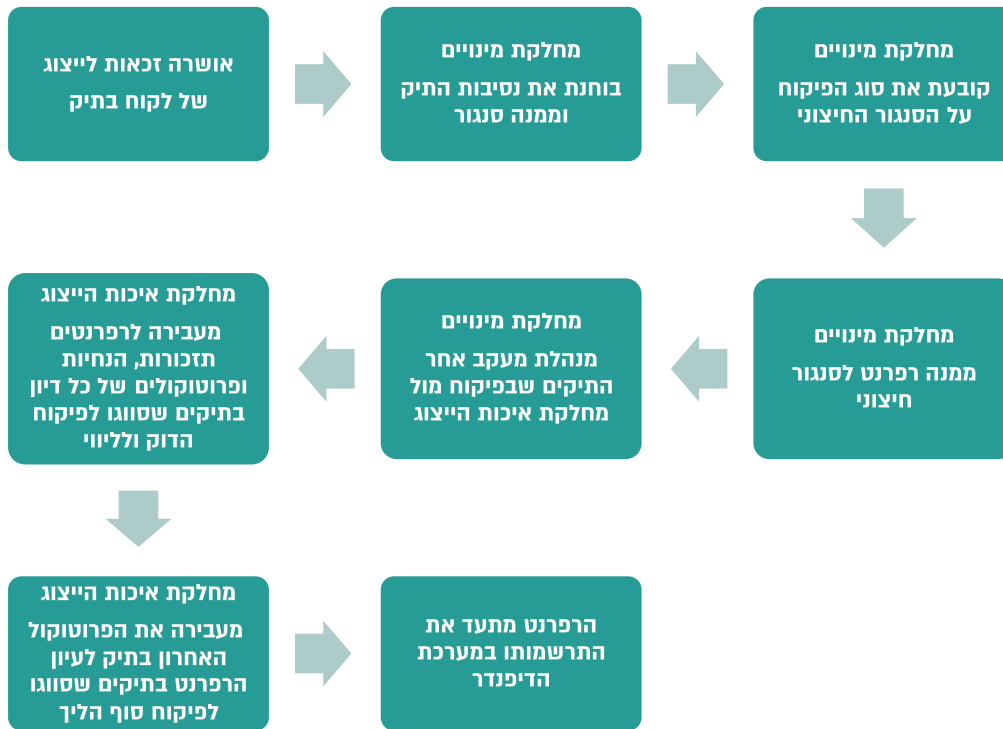 אושרה זכאות לייצוג
של לקוח בתיק
מחלקת מינויים
בוחנת את נסיבות התיק
וממנה סנגור
מחלקת מינויים
קובעת את סוג הפיקוח
על הסנגור החיצוני
מחלקת מינויים
ממנה רפרנט לסנגור
חיצוני
מחלקת מינויים
מנהלת מעקב אחר
התיקים שבפיקוח מול
מחלקת איכות הייצוג
מחלקת איכות הייצוג
מעבירה לרפרנטים
תזכורות, הנחיות
ופרוטוקולים של כל דיון
בתיקים שסווגו לפיקוח
הדוק ולליווי
מחלקת איכות הייצוג
מעבירה את הפרוטוקול
האחרון בתיק לעיון
הרפרנט בתיקים שסווגו
לפיקוח סוף הליך
הרפרנט מתעד את
התרשמותו במערכת
הדיפנדר